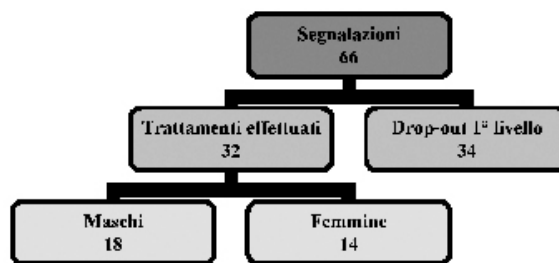 Segnalazioni
66
Trattamenti effettuati
32
Drop-out 1° livello
34
Maschi
18
Femmine
14